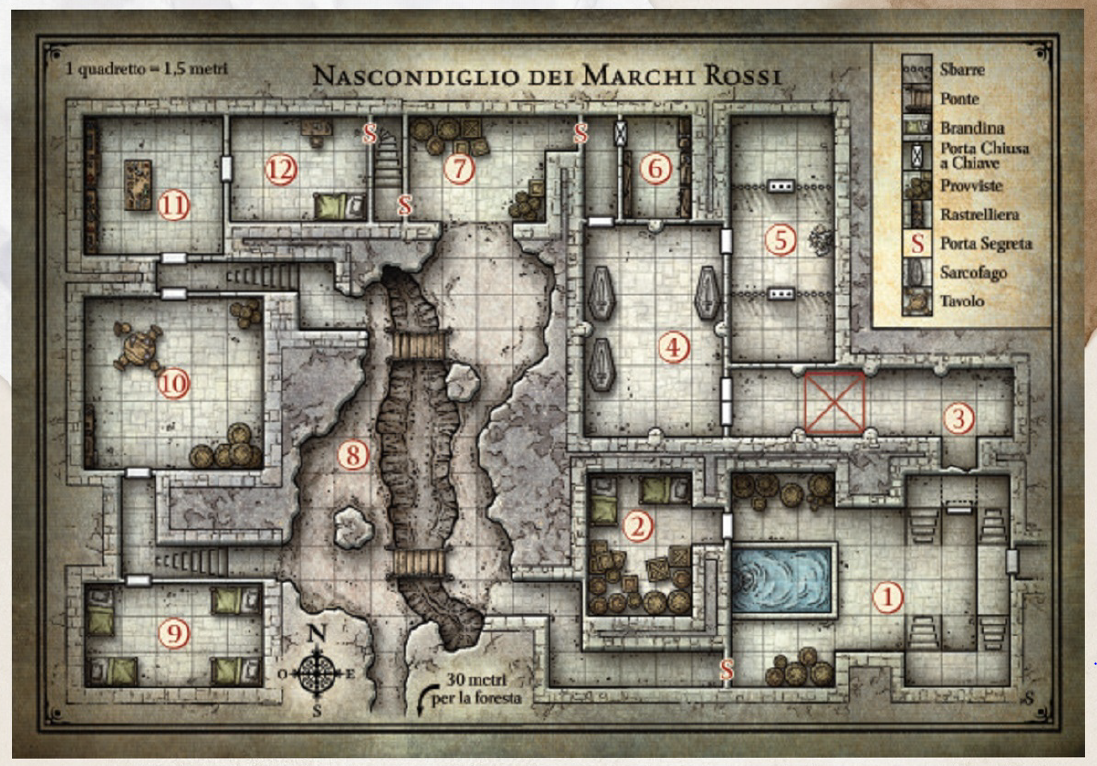 1 quadretto = 1,5 metri
NASCONDIGLIO DEI MARCHI ROSSI
Sbarre
Ponte
Brandina
Porta Chiusa
a Chiave
Provviste
Rastrelliera
S Porta Segreta
Sarcofago
Tavolo
S
S
12
7
6
11
S
5
4
10
3
8
2
1
9
N
O E
S
S
30 metri
per la foresta
S